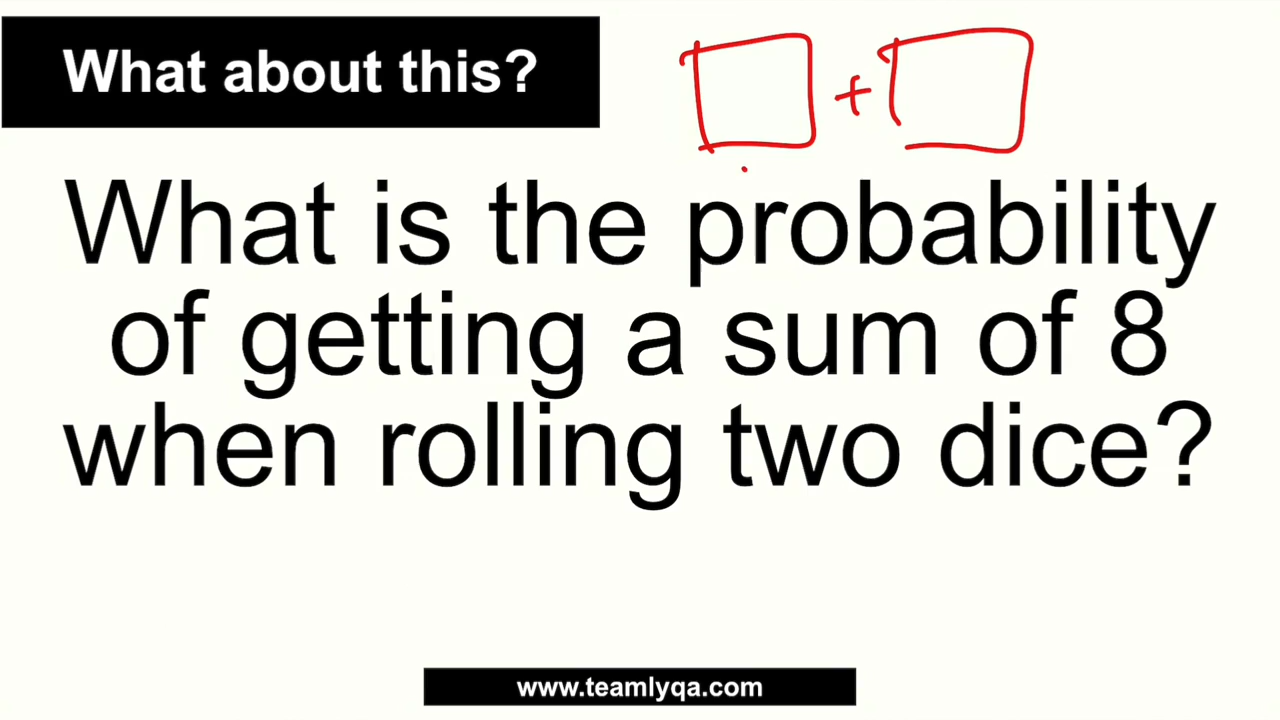 What about this?
+
What is the probability
of getting a sum of 8
when rolling two dice?
www.teamlyqa.com